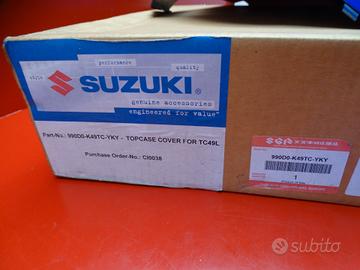 performance
style
quality
SUZUKI
genuine accessories
engineered for value"
Part-No.: 990D0-K49TC-YKY - TOPCASE COVER FOR TC49L
Purchase Order-No.: CI0038
SGP
990D0-K49TC-YKY
1
subito